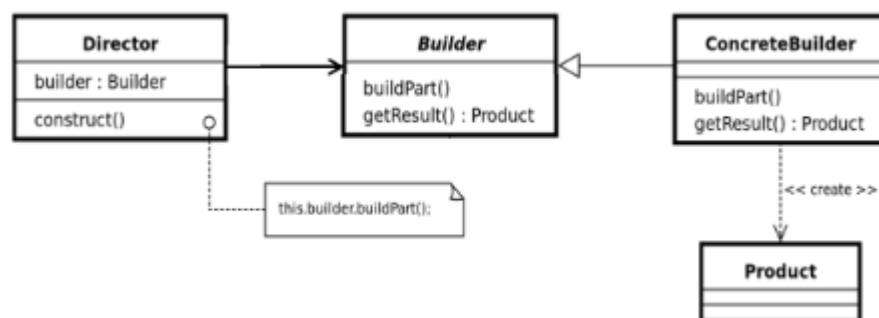 Director
builder : Builder
construct()
Builder
buildPart()
getResult() : Product
ConcreteBuilder
buildPart()
getResult() : Product
this.builder.buildPart();
<< create >>
Product